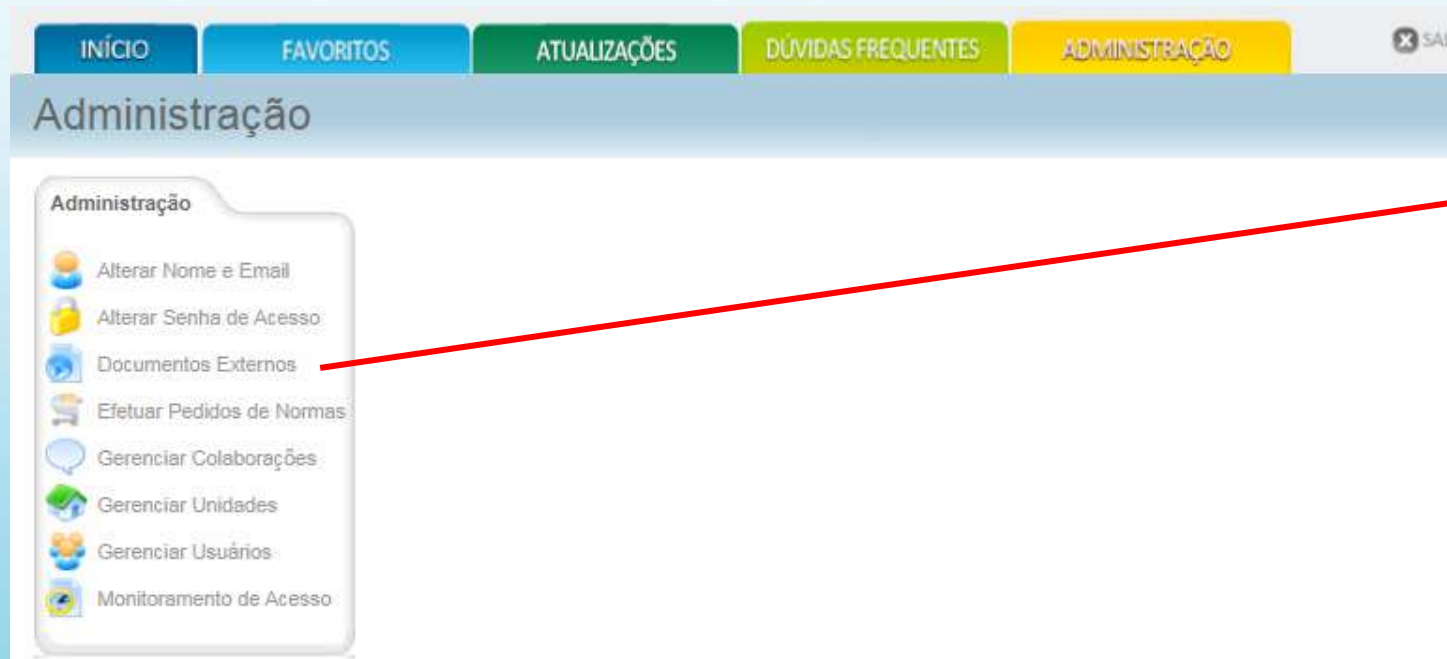 INÍCIO FAVORITOS ATUALIZAÇÕES DÚVIDAS FREQUENTES ADMINISTRAÇÃO
Administração
Administração
Alterar Nome e Email
Alterar Senha de Acesso
Documentos Externos
Efetuar Pedidos de Normas
Gerenciar Colaborações
Gerenciar Unidades
Gerenciar Usuários
Monitoramento de Acesso